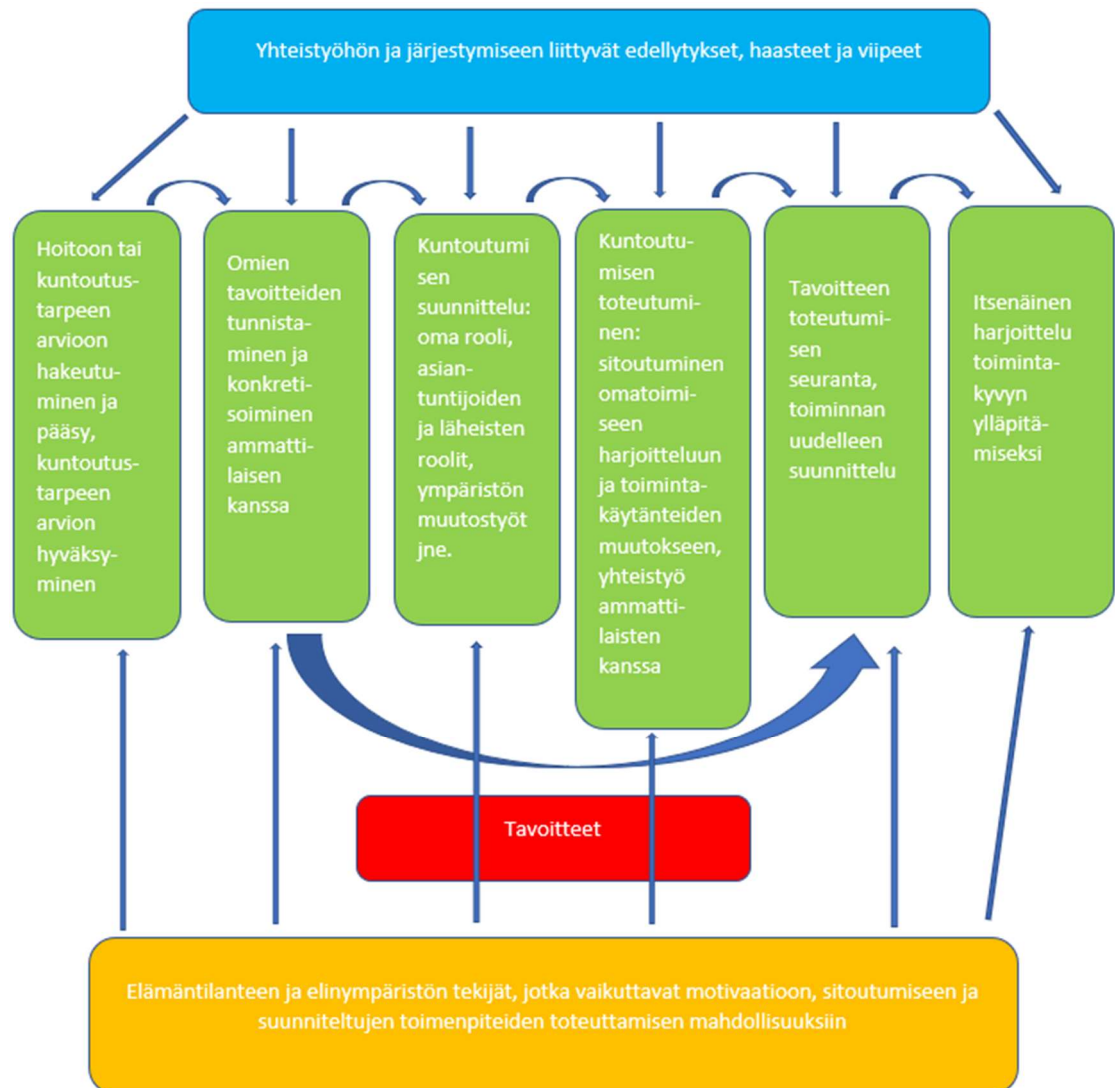 Yhteistyöhön ja järjestymiseen liittyvät edellytykset, haasteet ja viipeet
Hoitoon tai
kuntoutus-
tarpeen
arvioon
hakeutu-
minen ja
pääsy,
kuntoutus-
tarpeen
arvion
hyväksy-
minen
Omien
tavoitteiden
tunnista-
minen ja
konkreti-
soiminen
ammatti-
laisen
kanssa
Kuntoutumi
sen
suunnittelu:
oma rooli,
asian-
tuntijoiden
ja läheisten
roolit,
ympäristön
muutostyöt
jne.
Kuntoutu-
misen
toteutumi-
nen:
sitoutuminen
omatoimi-
seen
harjoitteluun
ja toiminta-
käytänteiden
muutokseen,
yhteistyö
ammatti-
laisten
kanssa
Tavoitteen
toteutumi-
sen
seuranta,
toiminnan
uudelleen
suunnittelu
Itsenäinen
harjoittelu
toiminta-
kyvyn
ylläpitä-
miseksi
Tavoitteet
Elämäntilanteen ja elinympäristön tekijät, jotka vaikuttavat motivaatioon, sitoutumiseen ja
suunniteltujen toimenpiteiden toteuttamisen mahdollisuuksiin